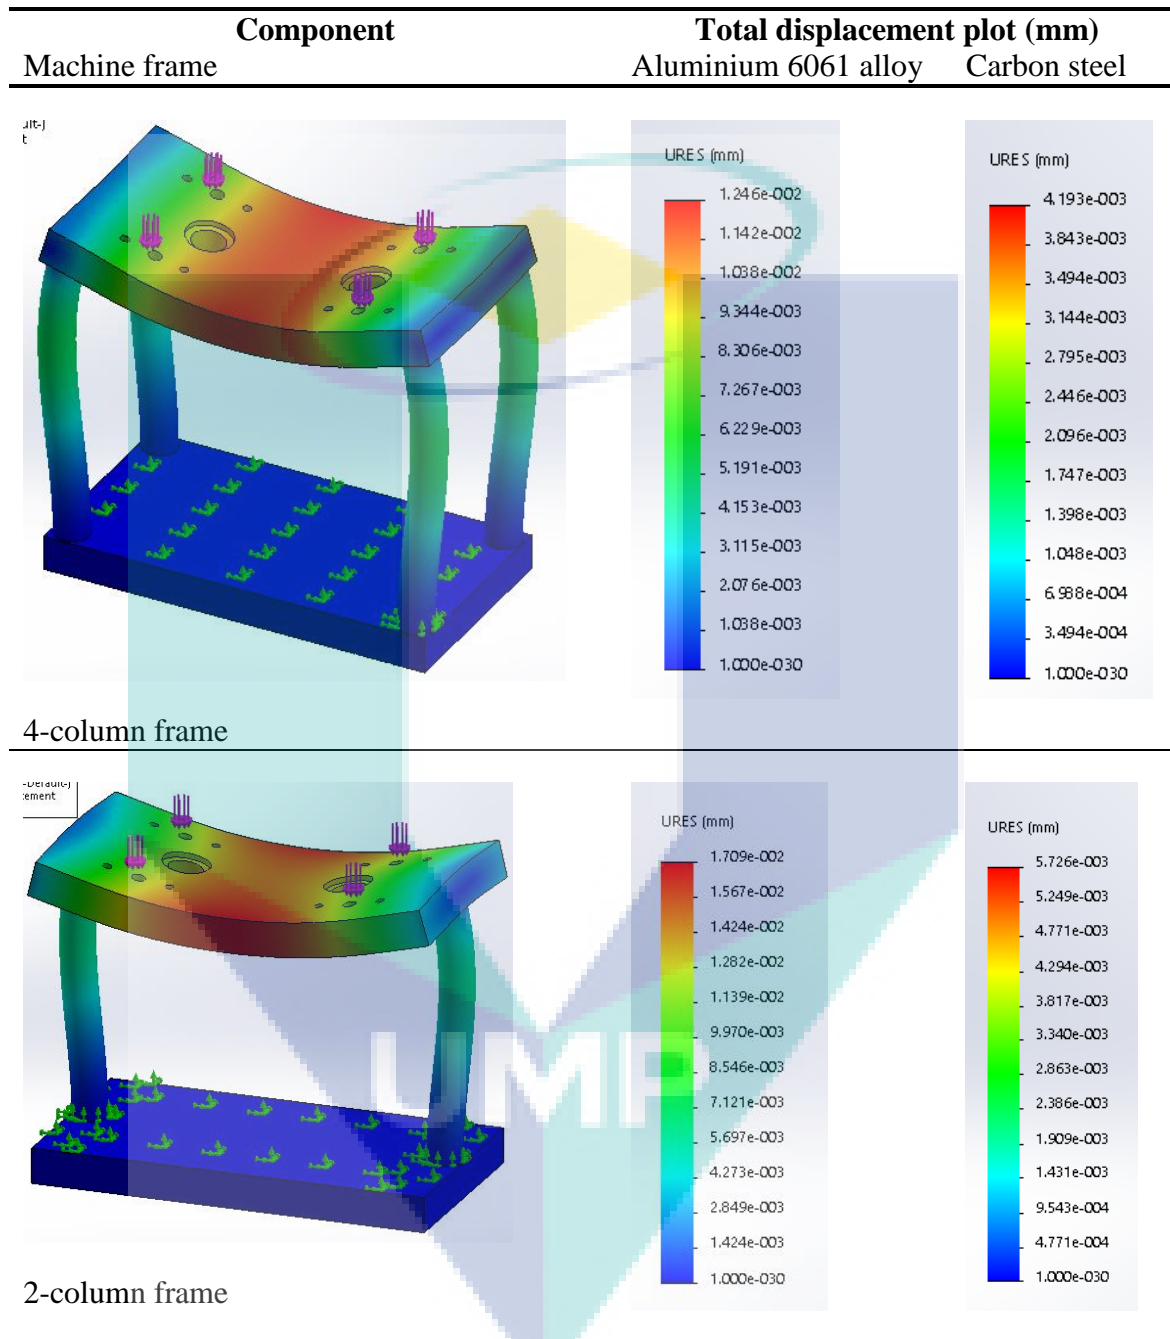 Component Total displacement plot (mm)
Machine frame Aluminium 6061 alloy Carbon steel
URES (mm)
1.246e-002
1.142e-002
1.038e-002
9.344e-003
8.306e-003
7.267e-003
6.229e-003
5.191e-003
4.153e-003
3.115e-003
2.076e-003
1.038e-003
1.000e-030
URES (mm)
4.193e-003
3.843e-003
3.494e-003
3.144e-003
2.795e-003
2.446e-003
2.096e-003
1.747e-003
1.398e-003
1.048e-003
6.988e-004
3.494e-004
1.000e-030
4-column frame
-Default-)
cement
URES (mm)
1.709e-002
1.567e-002
1.424e-002
1.282e-002
1.139e-002
9.970e-003
8.546e-003
7.121e-003
5.697e-003
4.273e-003
2.849e-003
1.424e-003
1.000e-030
URES (mm)
5.726e-003
5.249e-003
4.771e-003
4.294e-003
3.817e-003
3.340e-003
2.863e-003
2.386e-003
1.909e-003
1.431e-003
9.543e-004
4.771e-004
1.000e-030
UMP
2-column frame